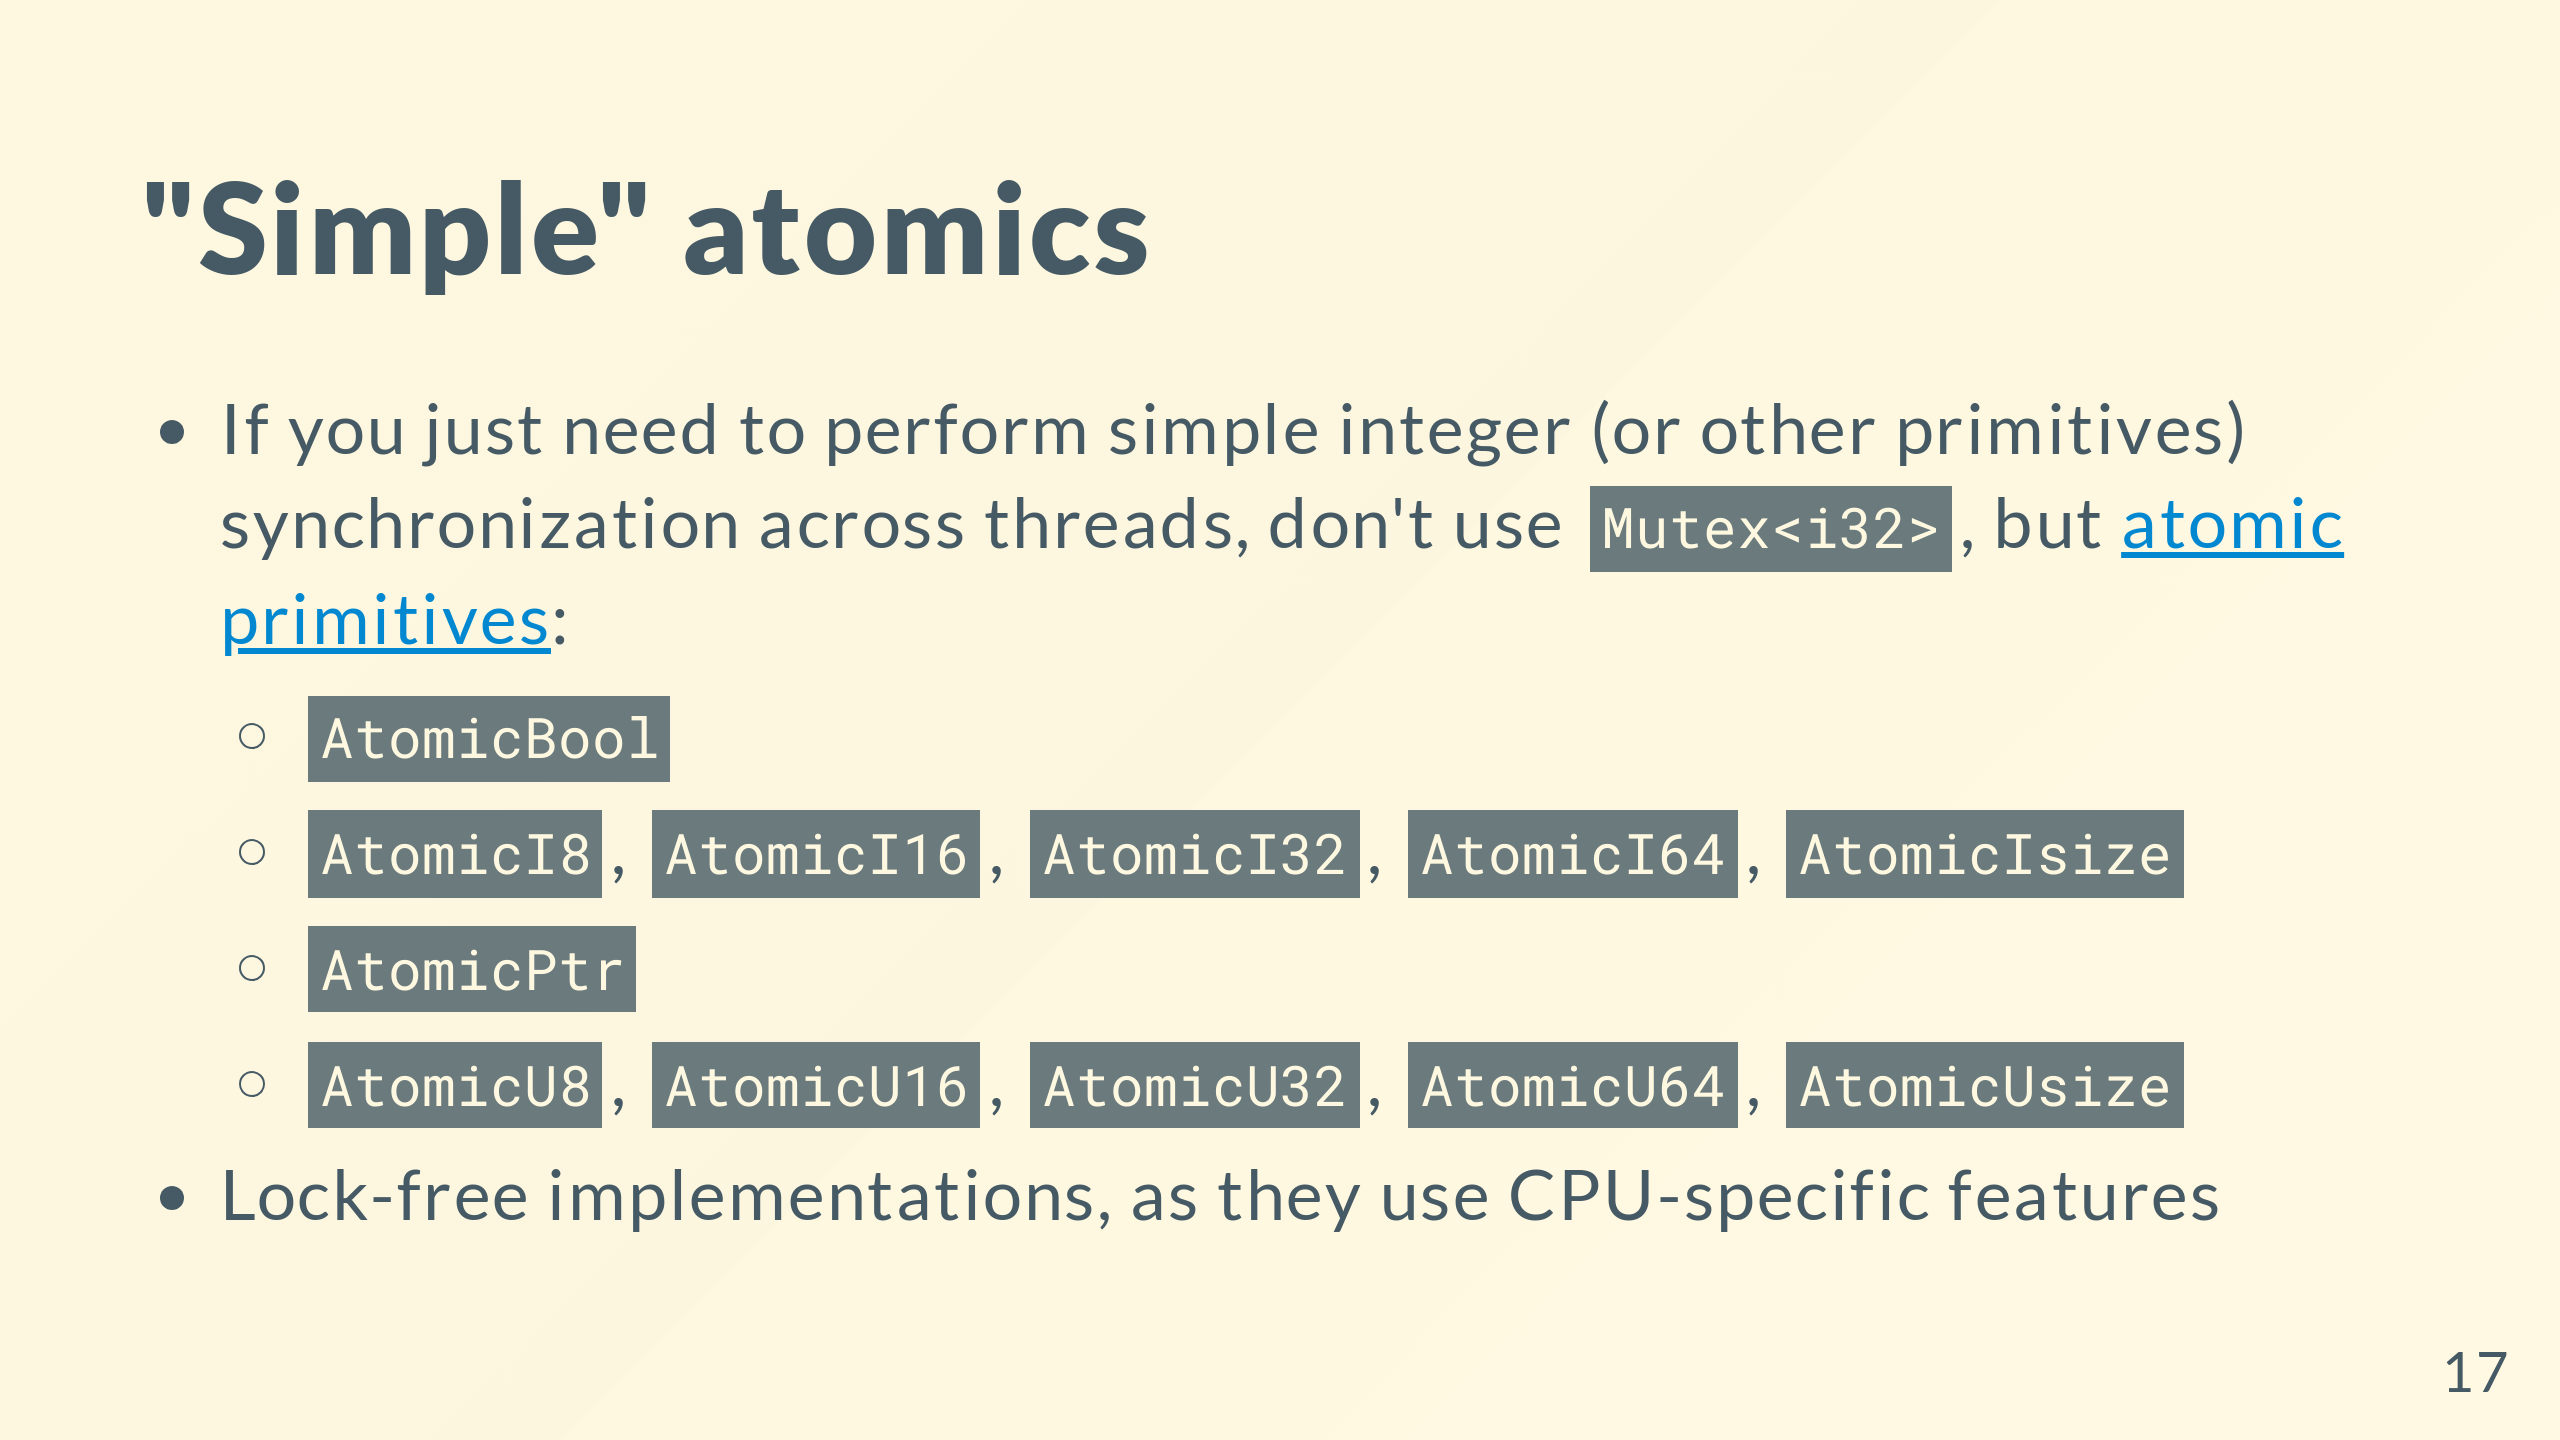 "Simple" atomics
• If you just need to perform simple integer (or other primitives)
synchronization across threads, don't use Mutex<i32>, but atomic
primitives:
○ AtomicBool
○ AtomicI8, AtomicI16, AtomicI32, AtomicI64, AtomicIsize
○ AtomicPtr
○ AtomicU8, AtomicU16, AtomicU32, AtomicU64, AtomicUsize
• Lock-free implementations, as they use CPU-specific features
17